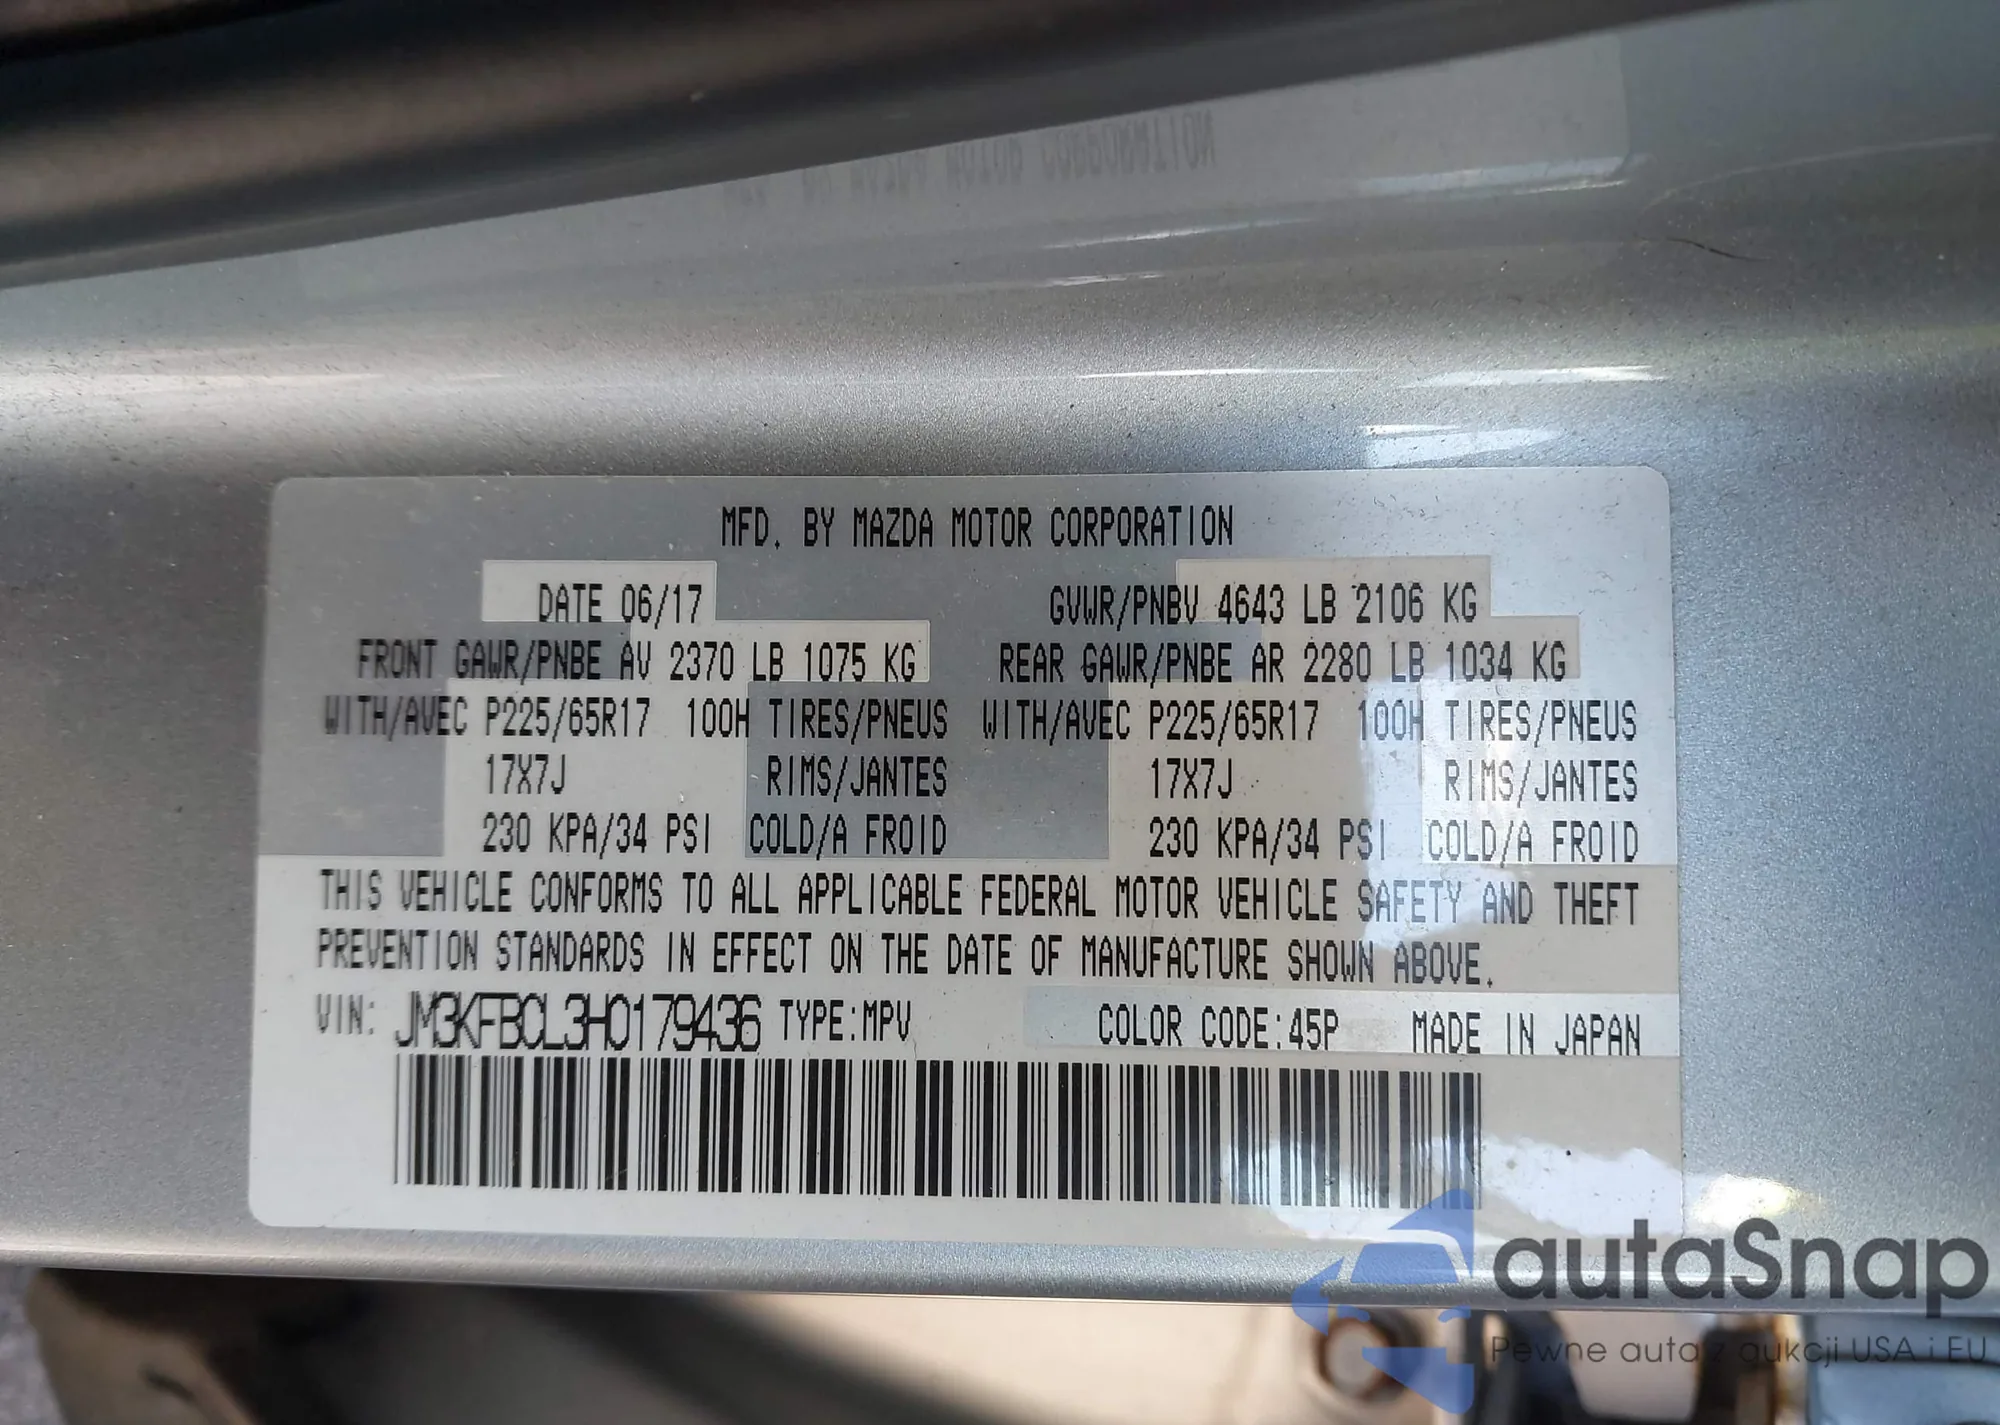 MFD. BY MAZDA MOTOR CORPORATION
DATE 06/17 GVWR/PNBV 4643 LB 2106 KG
FRONT GAWR/PNBE AV 2370 LB 1075 KG REAR GAWR/PNBE AR 2280 LB 1034 KG
WITH/AVEC P225/65R17 100H TIRES/PNEUS WITH/AVEC P225/65R17 100H TIRES/PNEUS
17X7J RIMS/JANTES 17X7J RIMS/JANTES
230 KPA/34 PSI COLD/A FROID 230 KPA/34 PSI COLD/A FROID
THIS VEHICLE CONFORMS TO ALL APPLICABLE FEDERAL MOTOR VEHICLE SAFETY AND THEFT
PREVENTION STANDARDS IN EFFECT ON THE DATE OF MANUFACTURE SHOWN ABOVE.
VIN: JM3KFBCL3H0179436 TYPE:MPV COLOR CODE:45P MADE IN JAPAN
autaSnap
Pewne auta z aukcji USA i EU